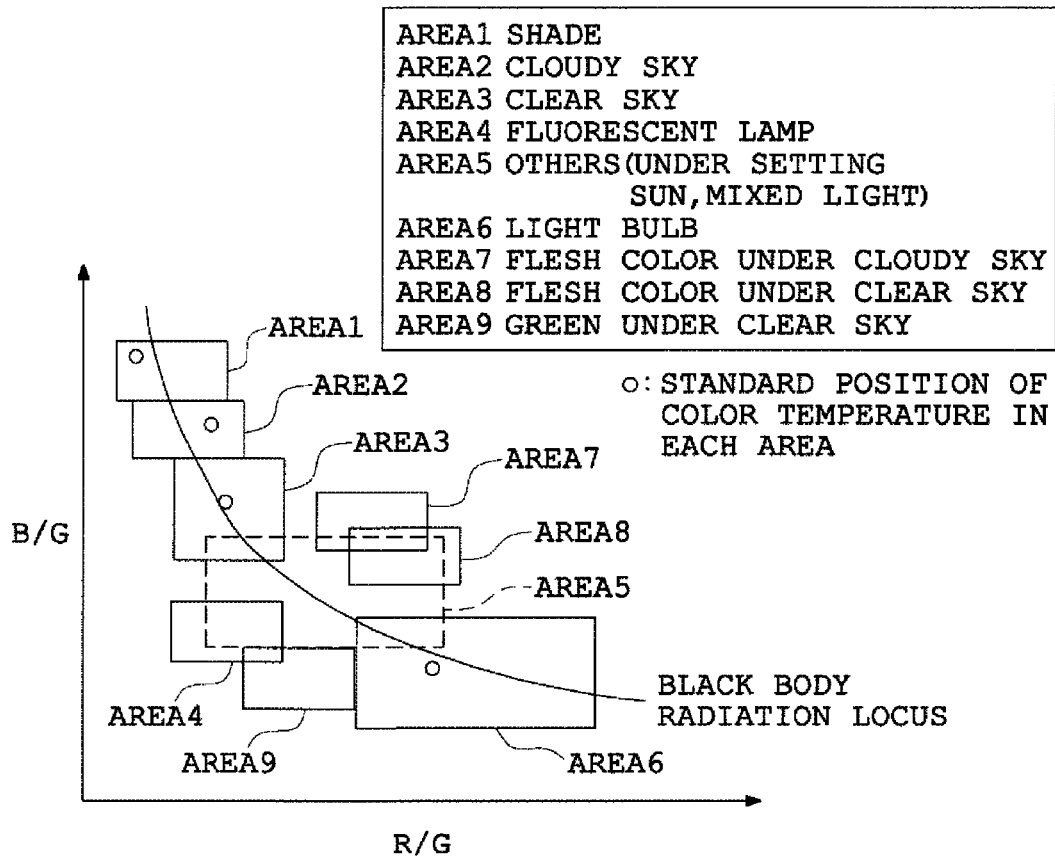 AREA1 SHADE
AREA2 CLOUDY SKY
AREA3 CLEAR SKY
AREA4 FLUORESCENT LAMP
AREA5 OTHERS(UNDER SETTING
SUN,MIXED LIGHT)
AREA6 LIGHT BULB
AREA7 FLESH COLOR UNDER CLOUDY SKY
AREA8 FLESH COLOR UNDER CLEAR SKY
AREA9 GREEN UNDER CLEAR SKY
○: STANDARD POSITION OF
COLOR TEMPERATURE IN
EACH AREA
AREA1
AREA2
AREA3
AREA7
B/G
AREA8
AREA5
BLACK BODY
RADIATION LOCUS
AREA4
AREA9
AREA6
R/G